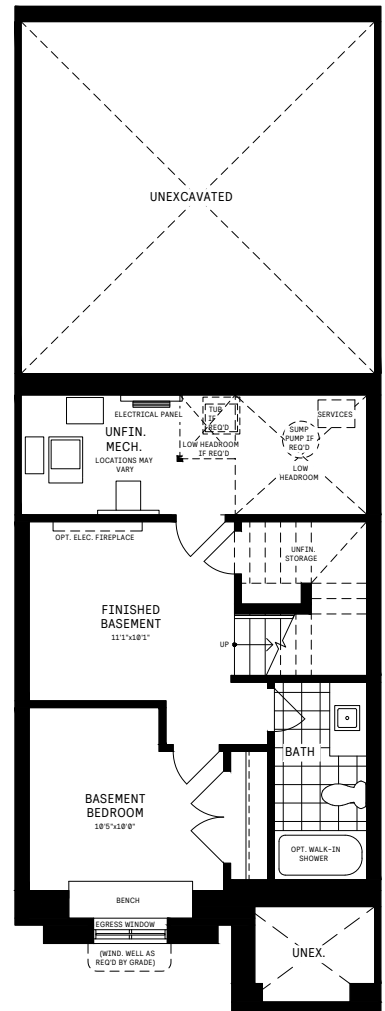 UNEXCAVATED
ELECTRICAL PANEL
TUB
IF
REQ'D
SERVICES
UNFIN.
MECH.
LOCATIONS MAY
VARY
LOW HEADROOM
IF REQ'D
SUMP
PUMP IF
REQ'D
LOW
HEADROOM
OPT. ELEC. FIREPLACE
UNFIN.
STORAGE
FINISHED
BASEMENT
11'1"x10'1"
UP
BATH
BASEMENT
BEDROOM
10'5"x10'0"
OPT. WALK-IN
SHOWER
BENCH
EGRESS WINDOW
(WIND. WELL AS
REQ'D BY GRADE)
UNEX.